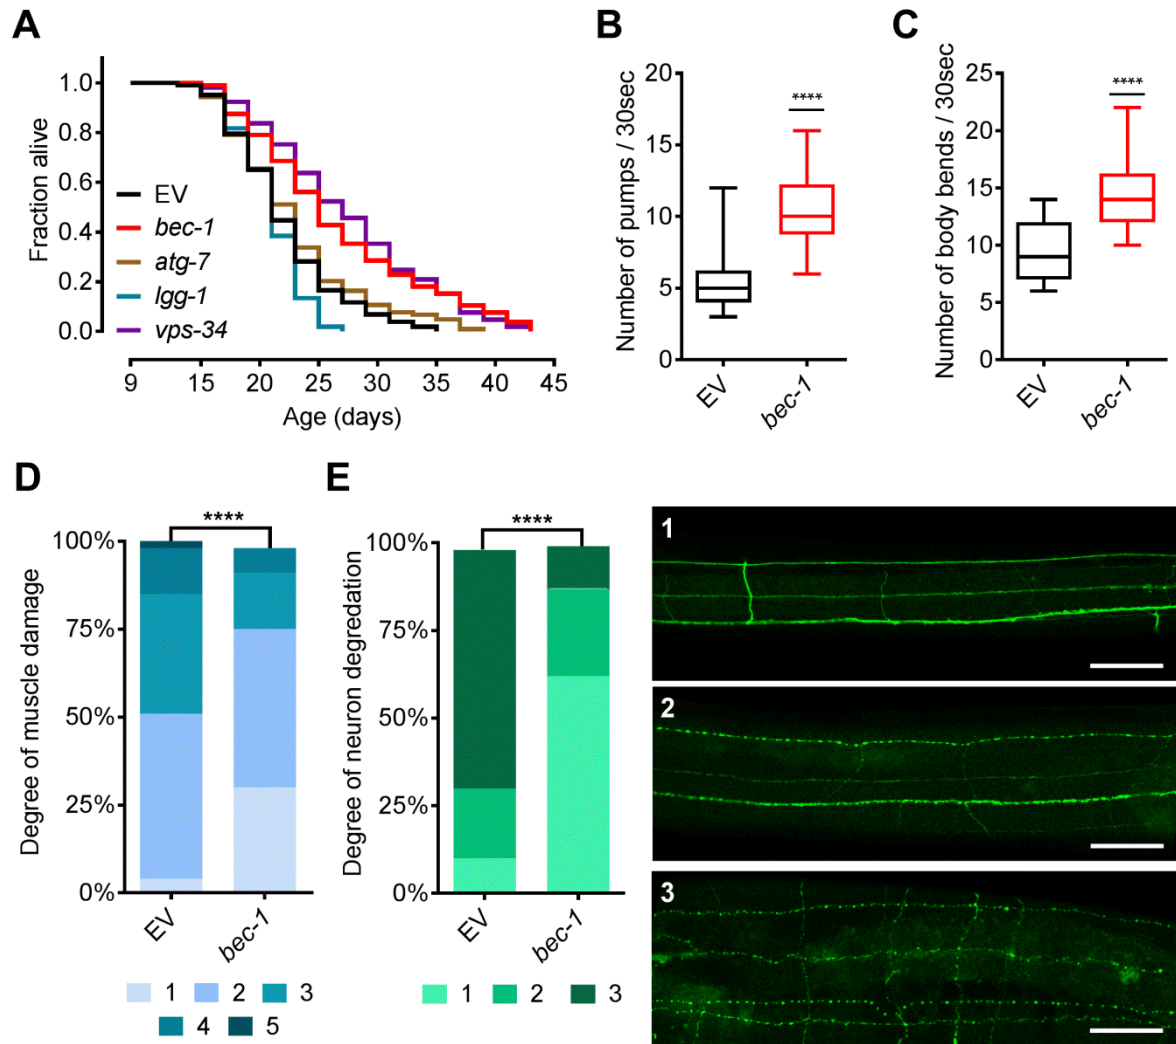 A
Fraction alive
1.0
0.8
0.6
0.4
0.2
0.0
EV
bec-1
atg-7
lgg-1
vps-34
9 15 20 25 30 35 40 45
Age (days)
B
Number of pumps / 30sec
20
15
10
5
0
****
EV
bec-1
C
Number of body bends / 30sec
25
20
15
10
5
0
****
EV
bec-1
D
Degree of muscle damage
100%
75%
50%
25%
0%
****
EV
bec-1
1 2 3
4 5
E
Degree of neuron degredation
100%
75%
50%
25%
0%
****
EV
bec-1
1 2 3
1
2
3